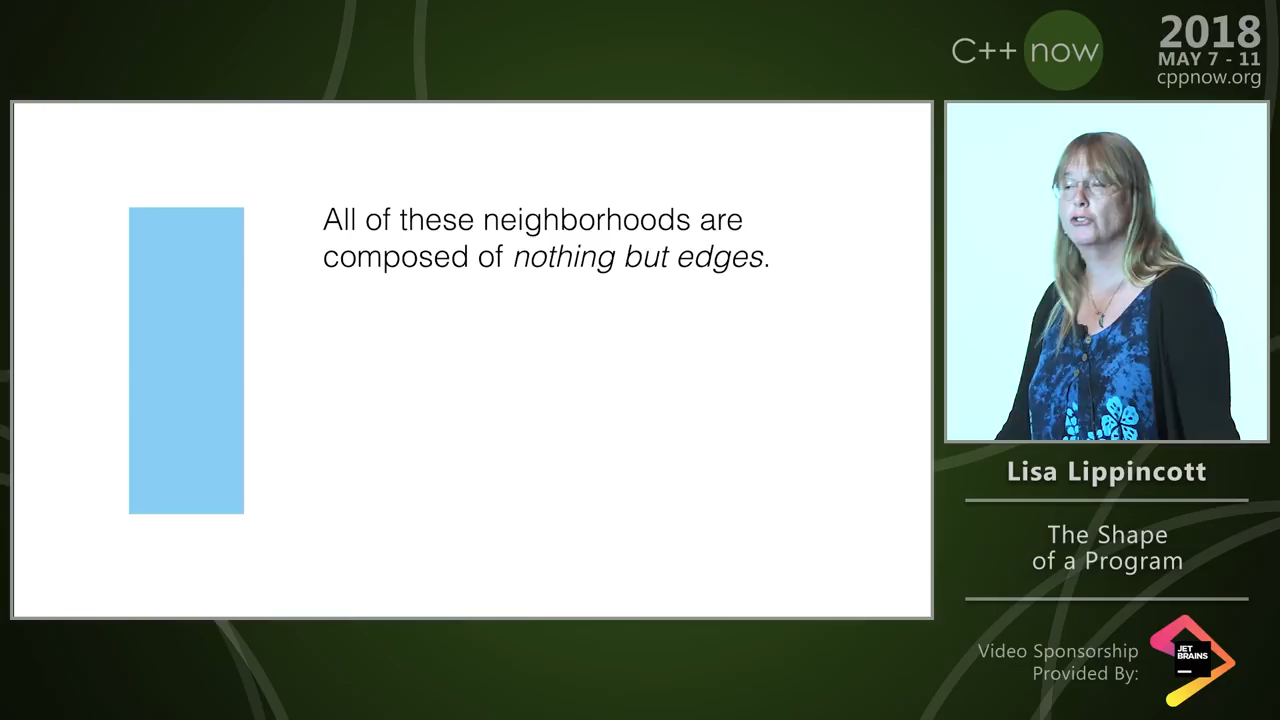 C++ now
2018
MAY 7 - 11
cppnow.org
All of these neighborhoods are
composed of nothing but edges.
Lisa Lippincott
The Shape
of a Program
Video Sponsorship
Provided By:
JET
BRAINS